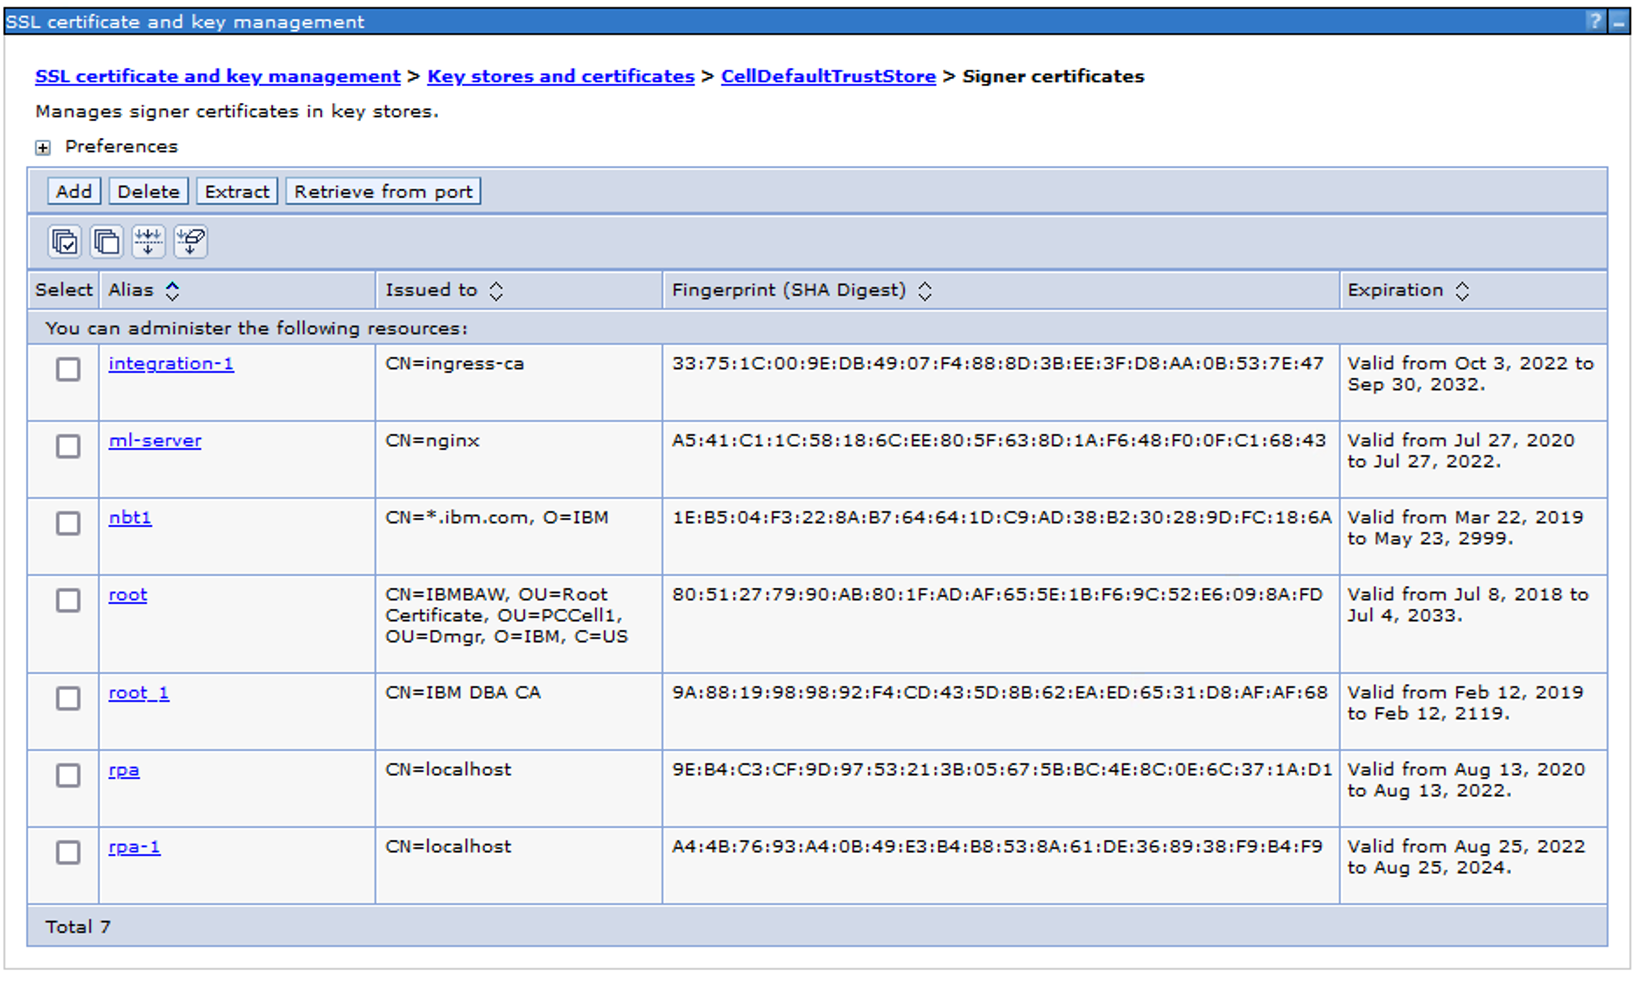 SSL certificate and key management
? –
SSL certificate and key management > Key stores and certificates > CellDefaultTrustStore > Signer certificates
Manages signer certificates in key stores.
+ Preferences
Add Delete Extract Retrieve from port
Select Alias Issued to Fingerprint (SHA Digest) Expiration
You can administer the following resources:
integration-1 CN=ingress-ca 33:75:1C:00:9E:DB:49:07:F4:88:8D:3B:EE:3F:D8:AA:0B:53:7E:47 Valid from Oct 3, 2022 to
Sep 30, 2032.
ml-server CN=nginx A5:41:C1:1C:58:18:6C:EE:80:5F:63:8D:1A:F6:48:F0:0F:C1:68:43 Valid from Jul 27, 2020
to Jul 27, 2022.
nbt1 CN=*.ibm.com, O=IBM 1E:B5:04:F3:22:8A:B7:64:64:1D:C9:AD:38:B2:30:28:9D:FC:18:6A Valid from Mar 22, 2019
to May 23, 2999.
root CN=IBMBAW, OU=Root 80:51:27:79:90:AB:80:1F:AD:AF:65:5E:1B:F6:9C:52:E6:09:8A:FD Valid from Jul 8, 2018 to
Certificate, OU=PCCell1, Jul 4, 2033.
OU=Dmgr, O=IBM, C=US
root_1 CN=IBM DBA CA 9A:88:19:98:98:92:F4:CD:43:5D:8B:62:EA:ED:65:31:D8:AF:AF:68 Valid from Feb 12, 2019
to Feb 12, 2119.
rpa CN=localhost 9E:B4:C3:CF:9D:97:53:21:3B:05:67:5B:BC:4E:8C:0E:6C:37:1A:D1 Valid from Aug 13, 2020
to Aug 13, 2022.
rpa-1 CN=localhost A4:4B:76:93:A4:0B:49:E3:B4:B8:53:8A:61:DE:36:89:38:F9:B4:F9 Valid from Aug 25, 2022
to Aug 25, 2024.
Total 7